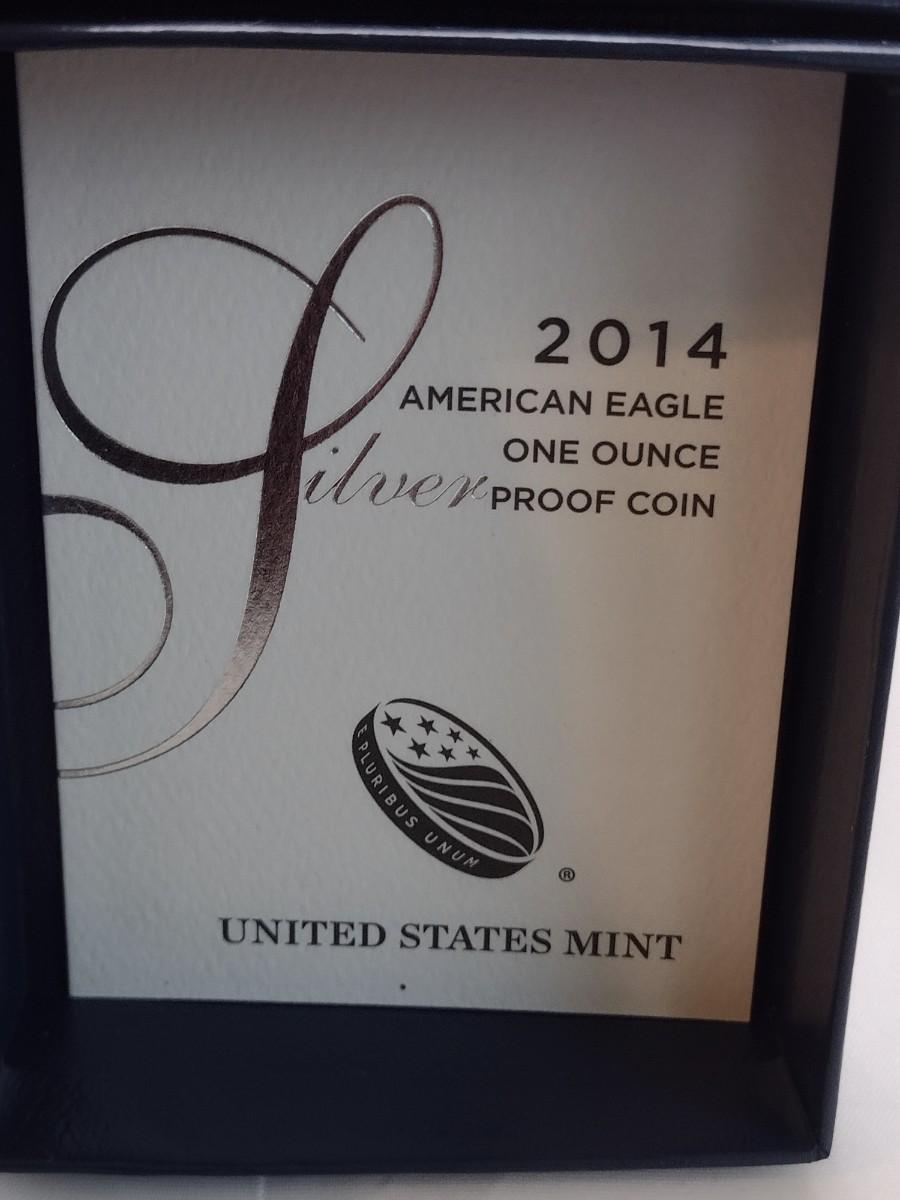 2014
AMERICAN EAGLE
ONE OUNCE
Silver PROOF COIN
E PLURIBUS UNUM
®
UNITED STATES MINT